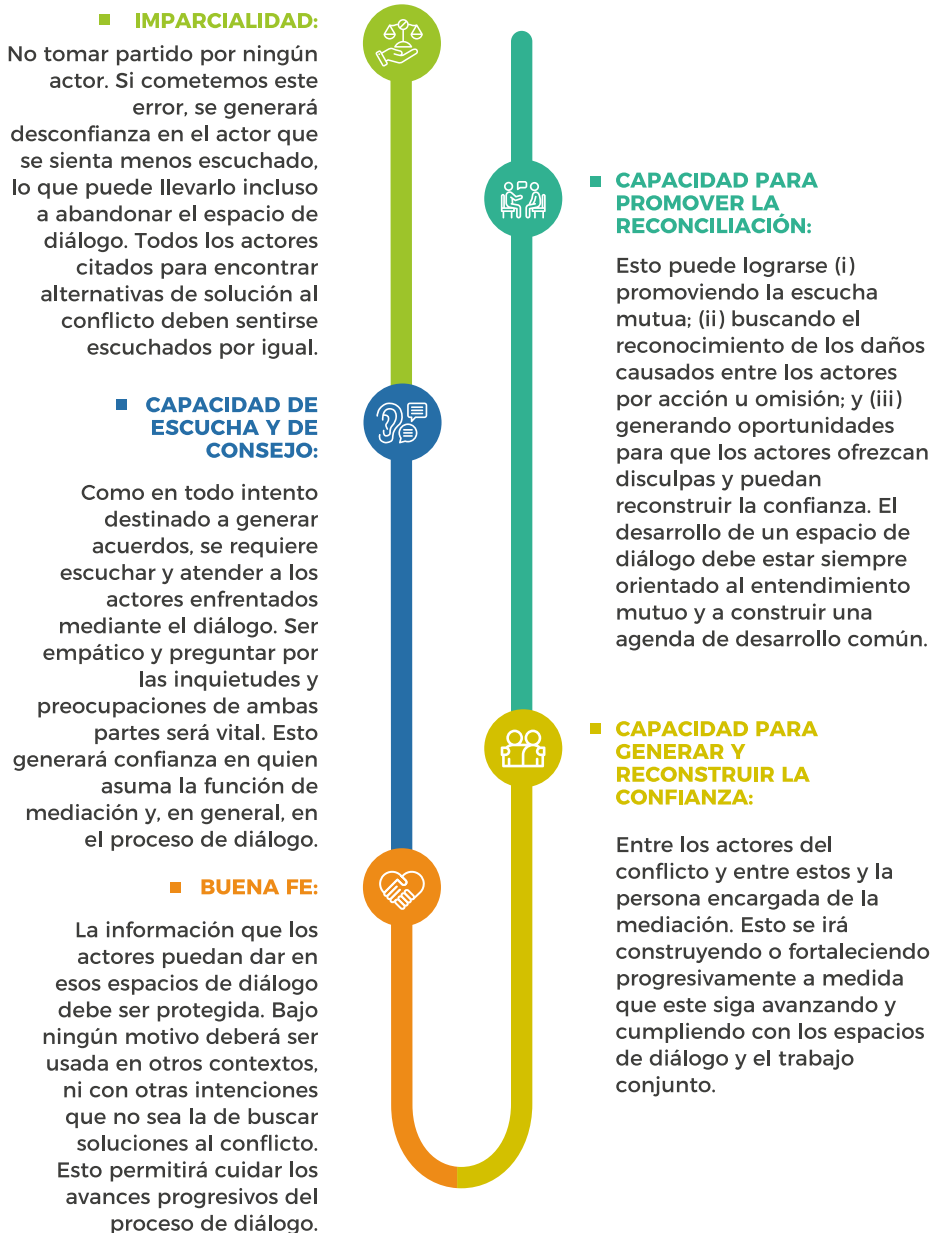 IMPARCIALIDAD:
No tomar partido por ningún
actor. Si cometemos este
error, se generará
desconfianza en el actor que
se sienta menos escuchado,
lo que puede llevarlo incluso
a abandonar el espacio de
diálogo. Todos los actores
citados para encontrar
alternativas de solución al
conflicto deben sentirse
escuchados por igual.
CAPACIDAD DE
ESCUCHA Y DE
CONSEJO:
Como en todo intento
destinado a generar
acuerdos, se requiere
escuchar y atender a los
actores enfrentados
mediante el diálogo. Ser
empático y preguntar por
las inquietudes y
preocupaciones de ambas
partes será vital. Esto
generará confianza en quien
asuma la función de
mediación y, en general, en
el proceso de diálogo.
BUENA FE:
La información que los
actores puedan dar en
esos espacios de diálogo
debe ser protegida. Bajo
ningún motivo deberá ser
usada en otros contextos,
ni con otras intenciones
que no sea la de buscar
soluciones al conflicto.
Esto permitirá cuidar los
avances progresivos del
proceso de diálogo.
CAPACIDAD PARA
PROMOVER LA
RECONCILIACIÓN:
Esto puede lograrse (i)
promoviendo la escucha
mutua; (ii) buscando el
reconocimiento de los daños
causados entre los actores
por acción u omisión; y (iii)
generando oportunidades
para que los actores ofrezcan
disculpas y puedan
reconstruir la confianza. El
desarrollo de un espacio de
diálogo debe estar siempre
orientado al entendimiento
mutuo y a construir una
agenda de desarrollo común.
CAPACIDAD PARA
GENERAR Y
RECONSTRUIR LA
CONFIANZA:
Entre los actores del
conflicto y entre estos y la
persona encargada de la
mediación. Esto se irá
construyendo o fortaleciendo
progresivamente a medida
que este siga avanzando y
cumpliendo con los espacios
de diálogo y el trabajo
conjunto.